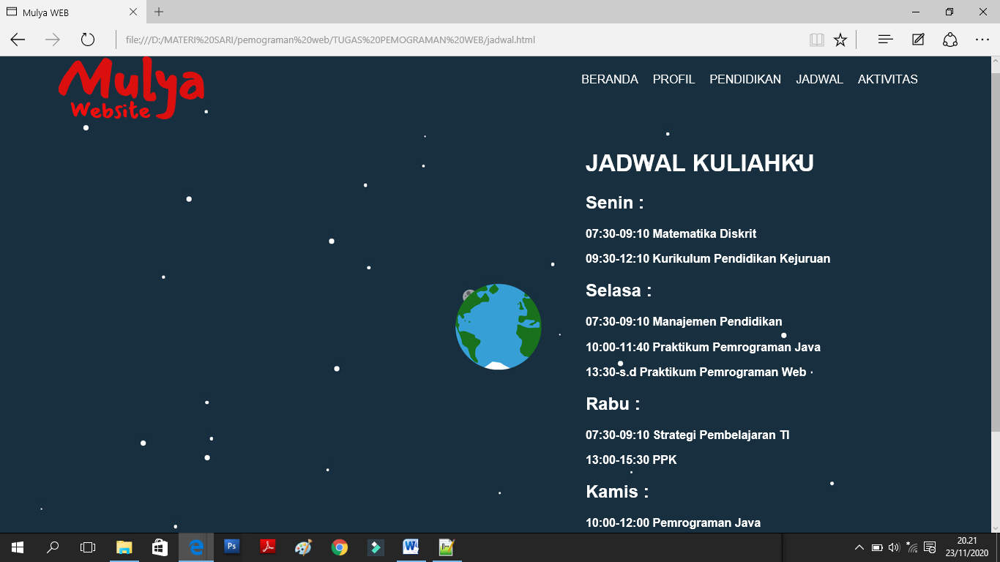 Mulya WEB
file:///D:/MATERI%20SARI/pemograman%20web/TUGAS%20PEMOGRAMAN%20WEB/jadwal.html
Mulya
Website
BERANDA PROFIL PENDIDIKAN JADWAL AKTIVITAS
JADWAL KULIAHKU
Senin :
07:30-09:10 Matematika Diskrit
09:30-12:10 Kurikulum Pendidikan Kejuruan
Selasa :
07:30-09:10 Manajemen Pendidikan
10:00-11:40 Praktikum Pemrograman Java
13:30-s.d Praktikum Pemrograman Web
Rabu :
07:30-09:10 Strategi Pembelajaran TI
13:00-15:30 PPK
Kamis :
10:00-12:00 Pemrograman Java
Ps
W
20.21
23/11/2020